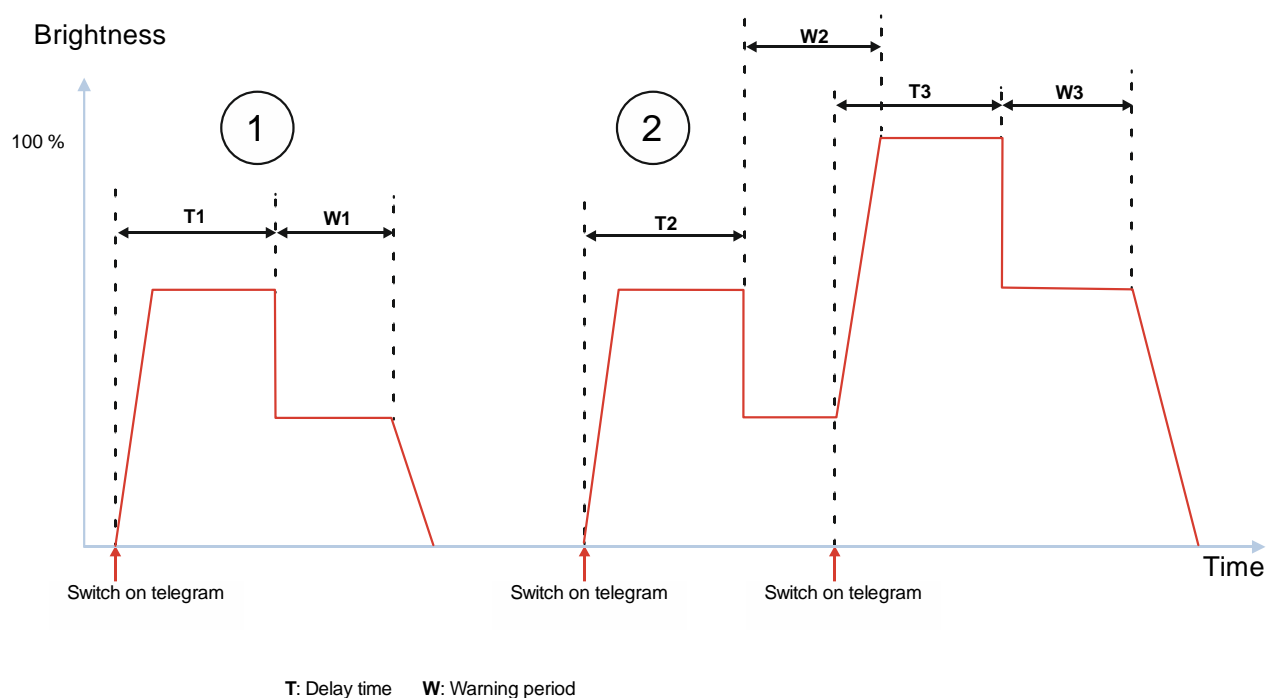 Brightness
W2
T3
W3
1
2
100 %
T1
W1
T2
Time
Switch on telegram
Switch on telegram
Switch on telegram
T: Delay time W: Warning period